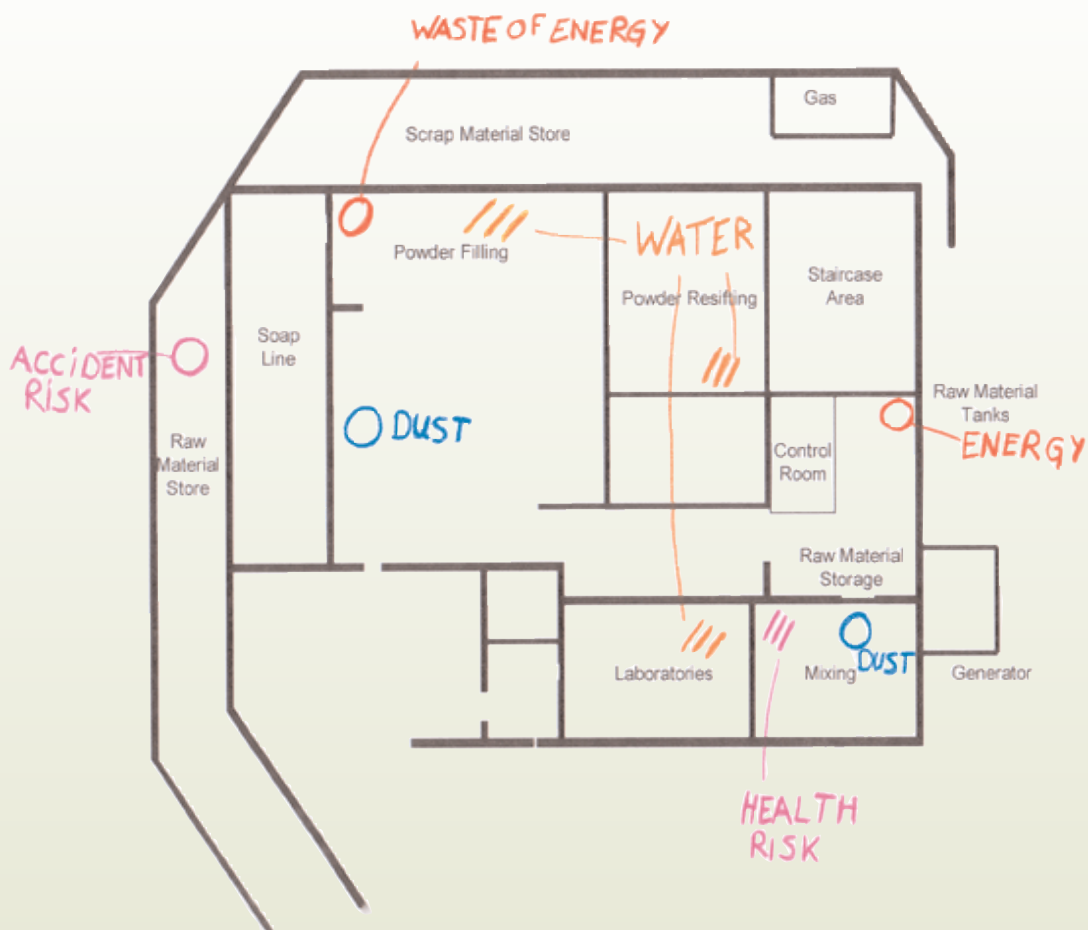 WASTE OF ENERGY
Gas
Scrap Material Store
WATER
Powder Filling
Staircase
Area
Powder Resifting
Soap
Line
ACCiDENT
RiSK
Raw Material
Tanks
DUST
ENERGY
Raw
Material
Store
Control
Room
Raw Material
Storage
Laboratories
Mixing
DUST
Generator
HEALTH
RISK